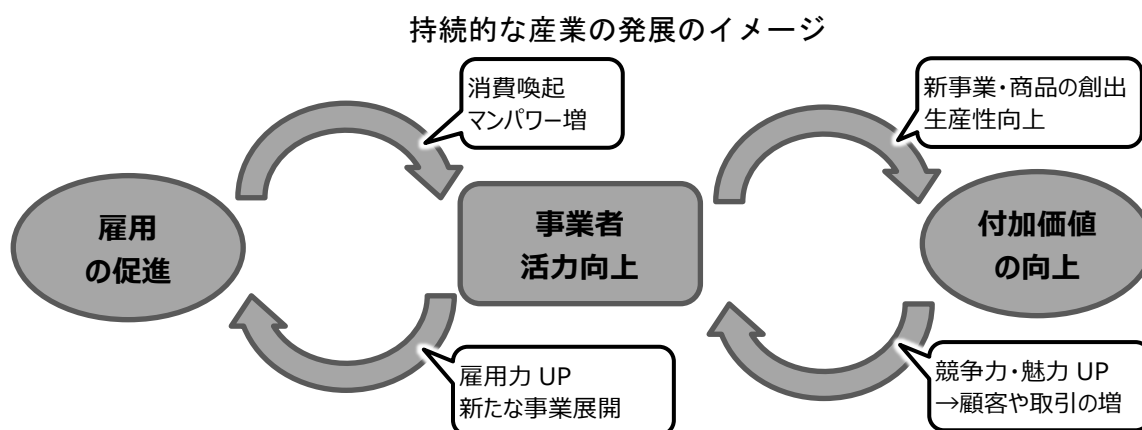 持続的な産業の発展のイメージ
消費喚起
マンパワー増
新事業・商品の創出
生産性向上
雇用
の促進
事業者
活力向上
付加価値
の向上
雇用力 UP
新たな事業展開
競争力・魅力 UP
→顧客や取引の増